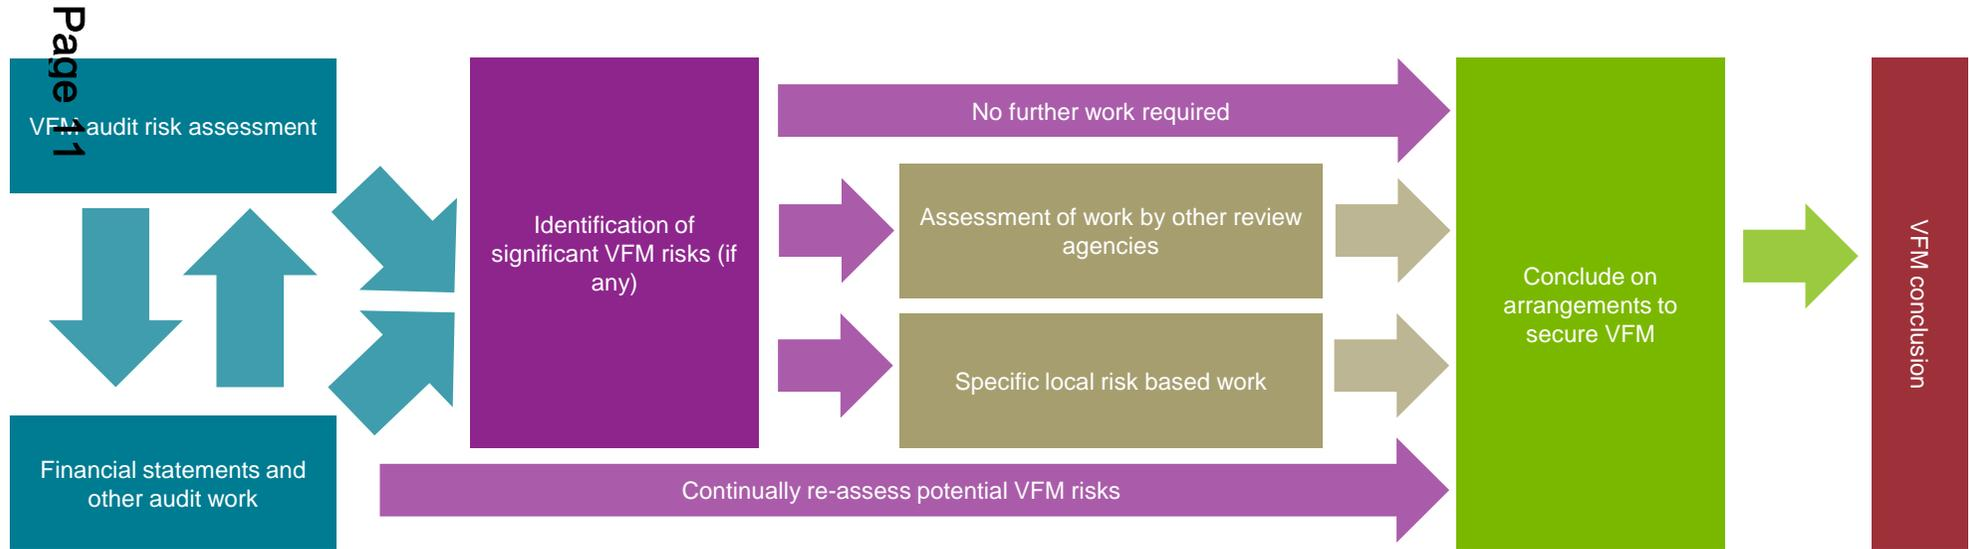 Page 11
VFM audit risk assessment
Financial statements and
other audit work
Identification of
significant VFM risks (if
any)
No further work required
Assessment of work by other review
agencies
Specific local risk based work
Continually re-assess potential VFM risks
Conclude on
arrangements to
secure VFM
VFM conclusion